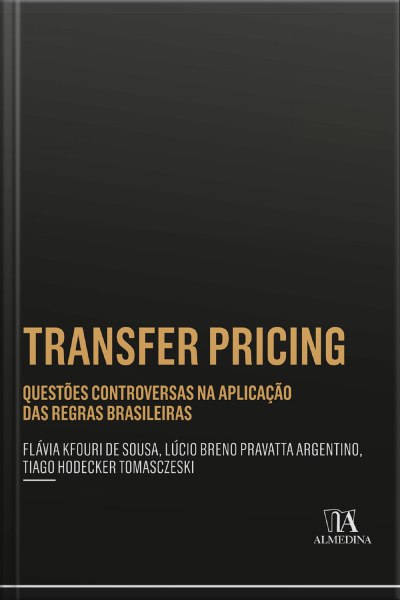 TRANSFER PRICING
QUESTÕES CONTROVERSAS NA APLICAÇÃO
DAS REGRAS BRASILEIRAS
FLÁVIA KFOURI DE SOUSA, LÚCIO BRENO PRAVATTA ARGENTINO,
TIAGO HODECKER TOMASCZESKI
ALMEDINA